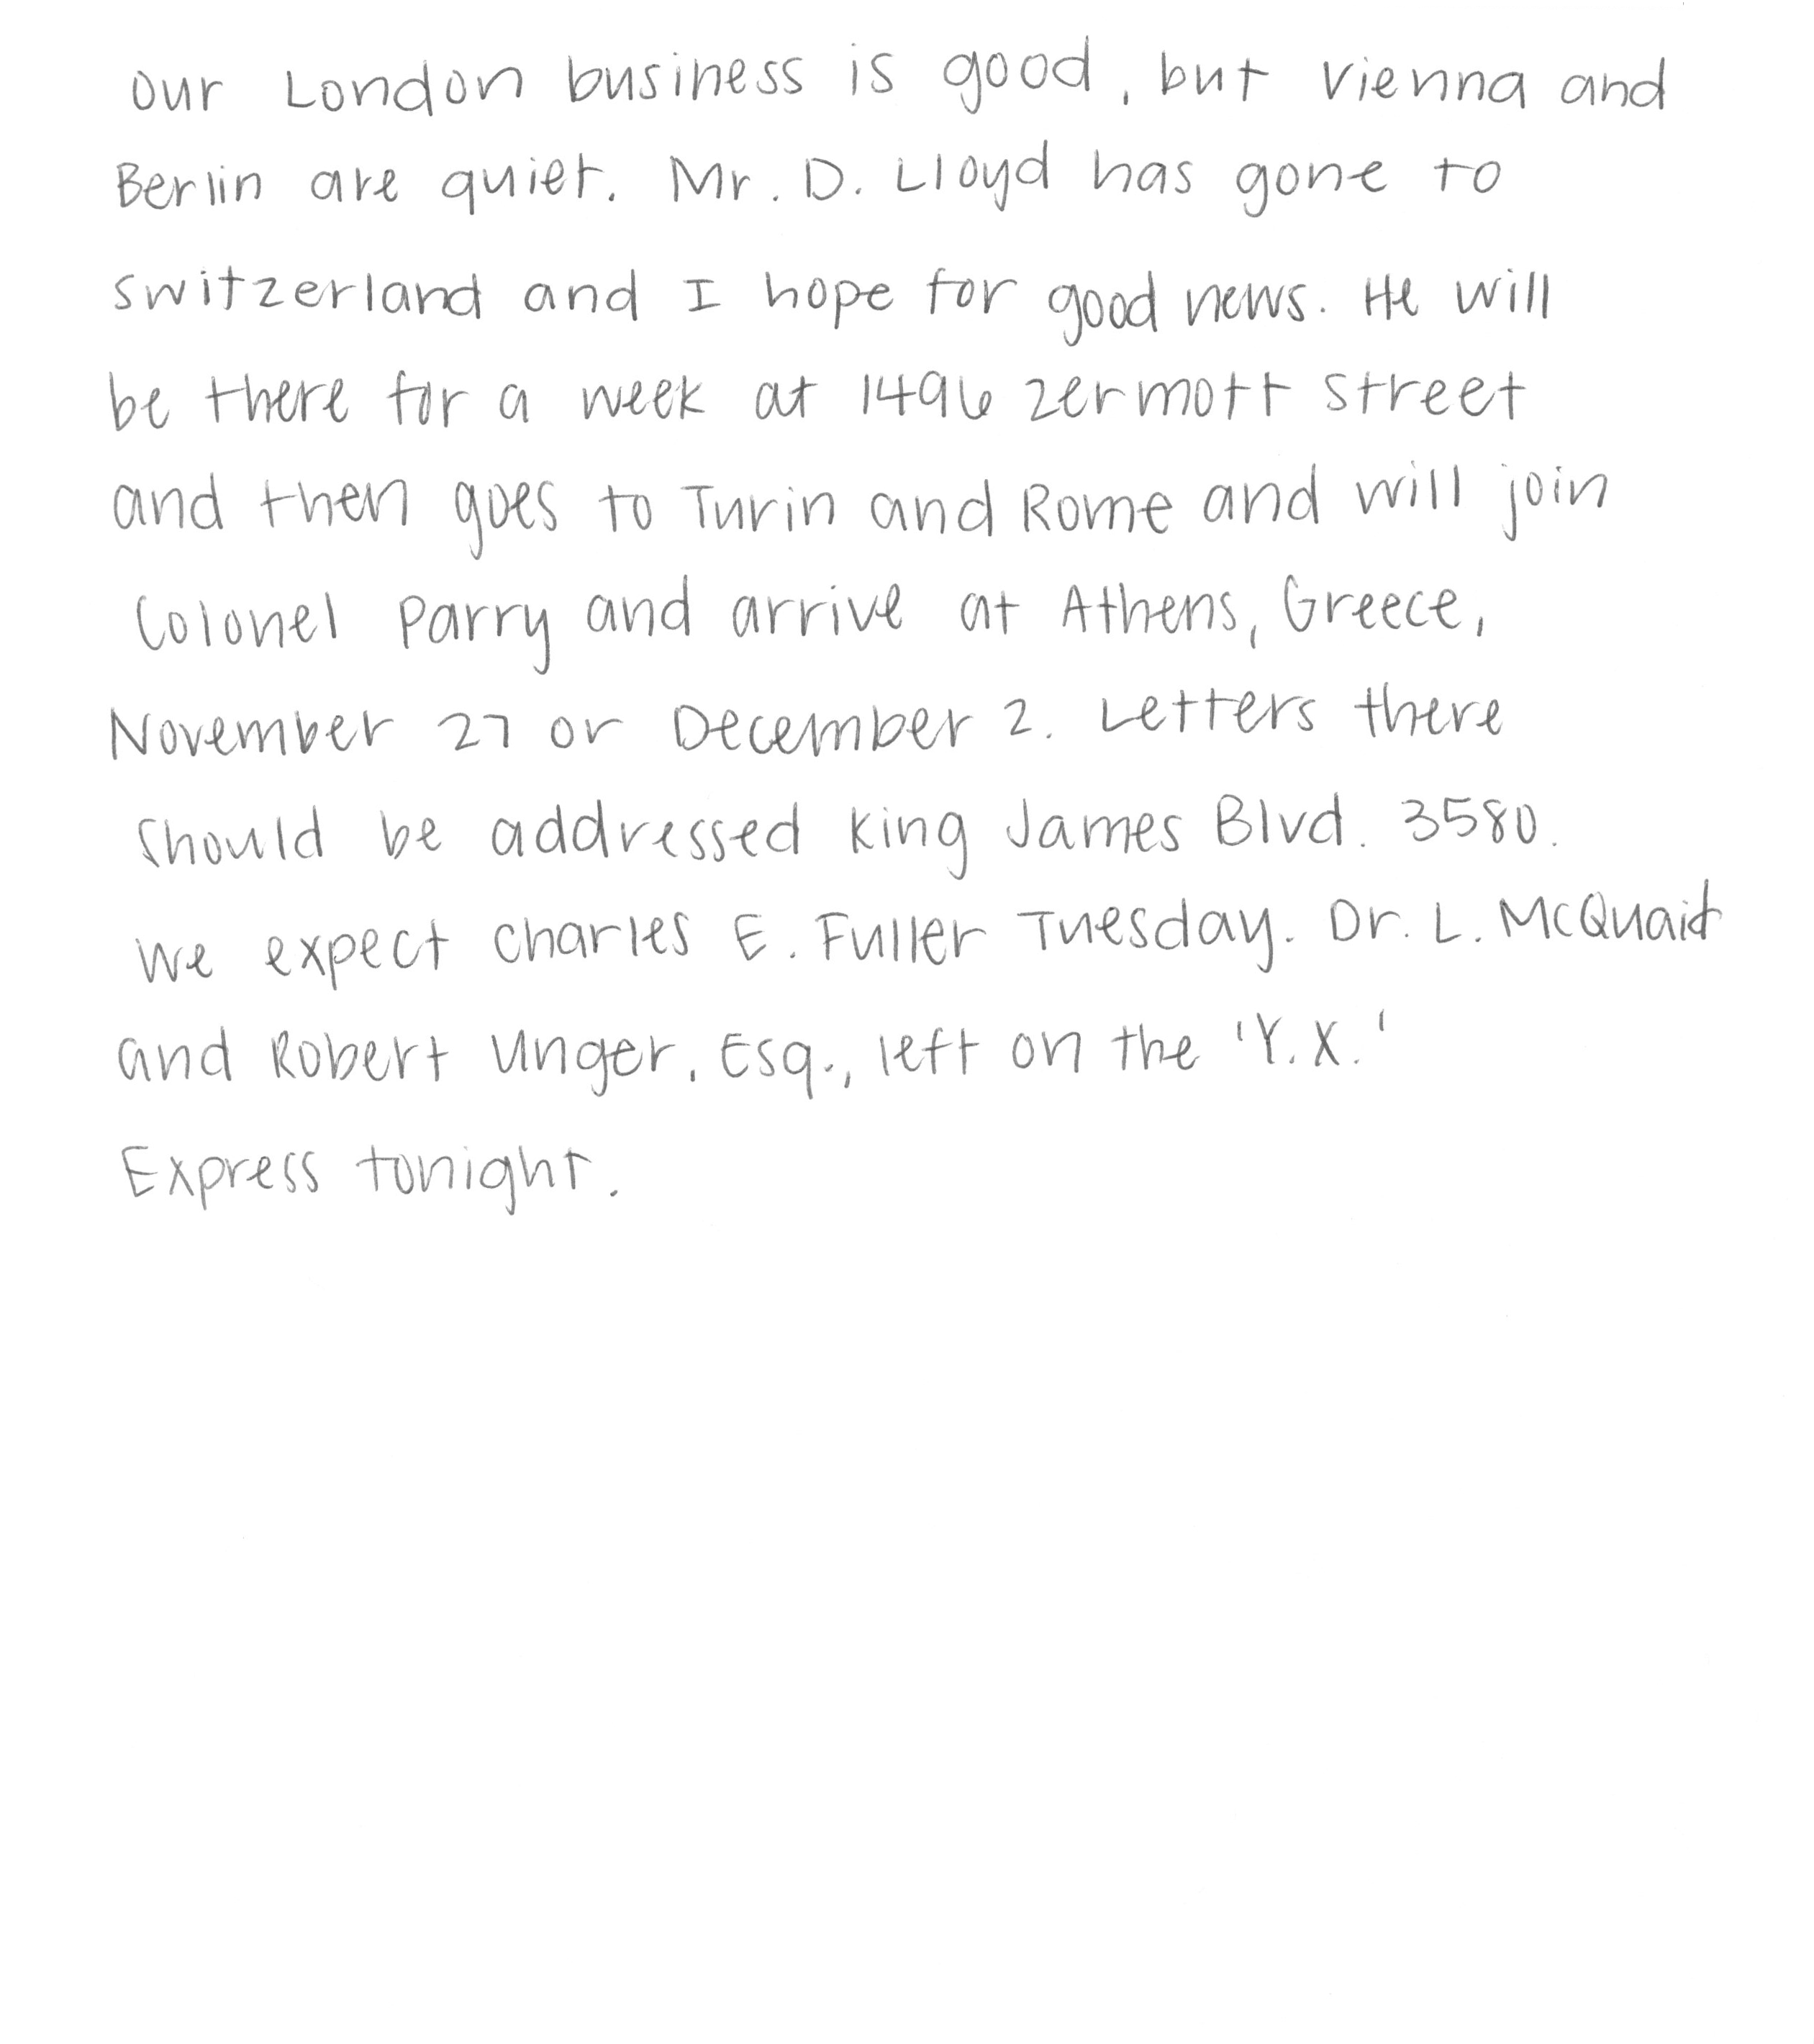 our London business is good, but Vienna and
Berlin are quiet. Mr. D. Lloyd has gone to
Switzerland and I hope for good news. He will
be there for a week at 1496 Zermott Street
and then goes to Turin and Rome and will join
Colonel Parry and arrive at Athens, Greece,
November 27 or December 2. Letters there
should be addressed King James Blvd. 3580.
We expect Charles E. Fuller Tuesday. Dr. L. McQuaid
and Robert Unger, Esq., left on the 'Y.X.'
Express tonight.